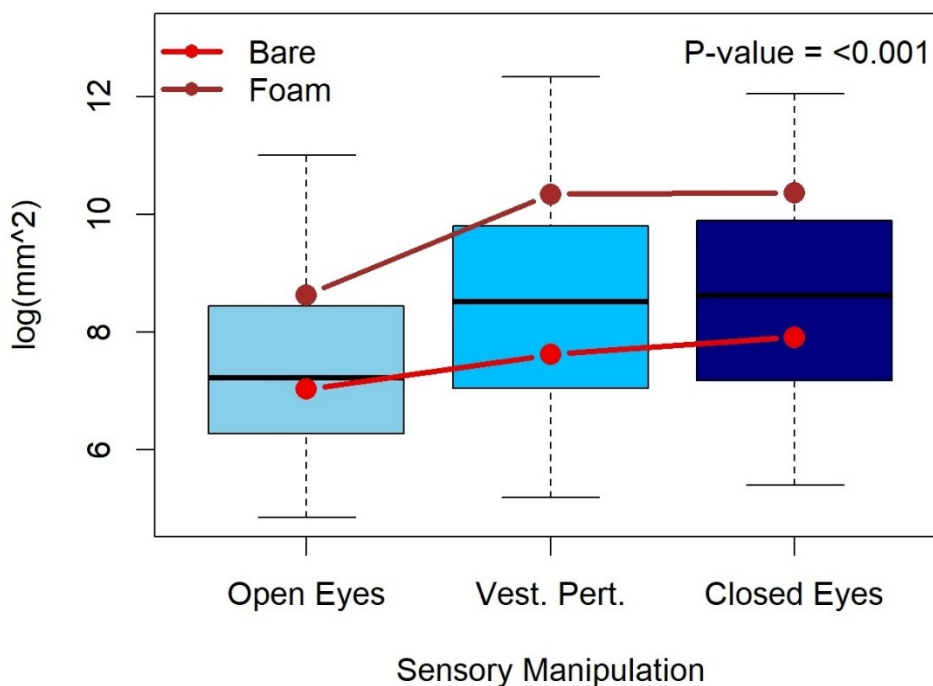 Bare
Foam
P-value = <0.001
log(mm^2)
12
10
8
6
Open Eyes
Vest. Pert.
Closed Eyes
Sensory Manipulation